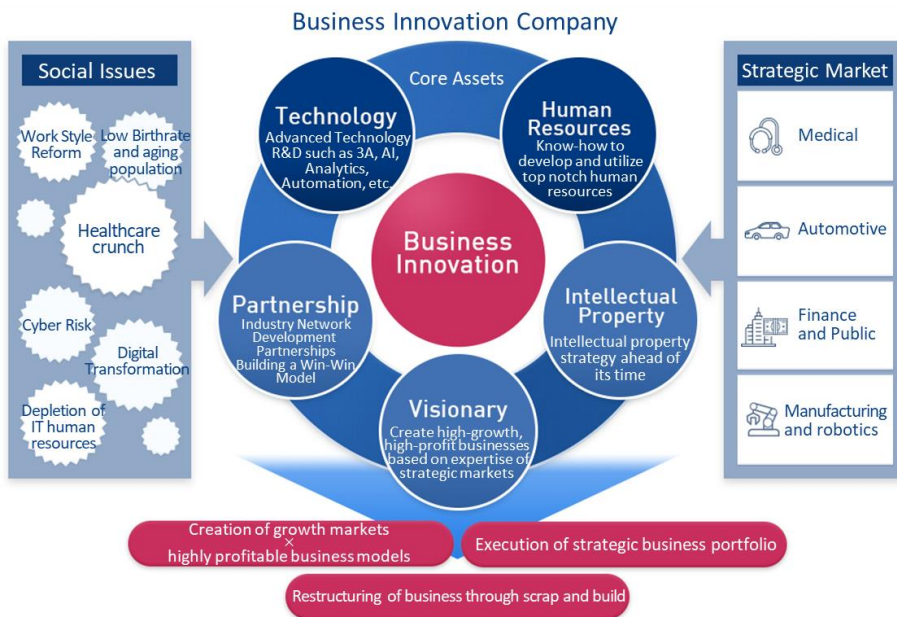 Business Innovation Company
Social Issues
Work Style
Reform
Low Birthrate
and aging
population
Healthcare
crunch
Cyber Risk
Digital
Transformation
Depletion of
IT human
resources
Core Assets
Technology
Advanced Technology
R&D such as 3A, AI,
Analytics,
Automation, etc.
Human
Resources
Know-how to
develop and utilize
top notch human
resources
Business
Innovation
Partnership
Industry Network
Development
Partnerships
Building a Win-Win
Model
Intellectual
Property
Intellectual property
strategy ahead of
its time
Visionary
Create high-growth,
high-profit businesses
based on expertise of
strategic markets
Strategic Market
Medical
Automotive
Finance
and Public
Manufacturing
and robotics
Creation of growth markets
×
highly profitable business models
Execution of strategic business portfolio
Restructuring of business through scrap and build